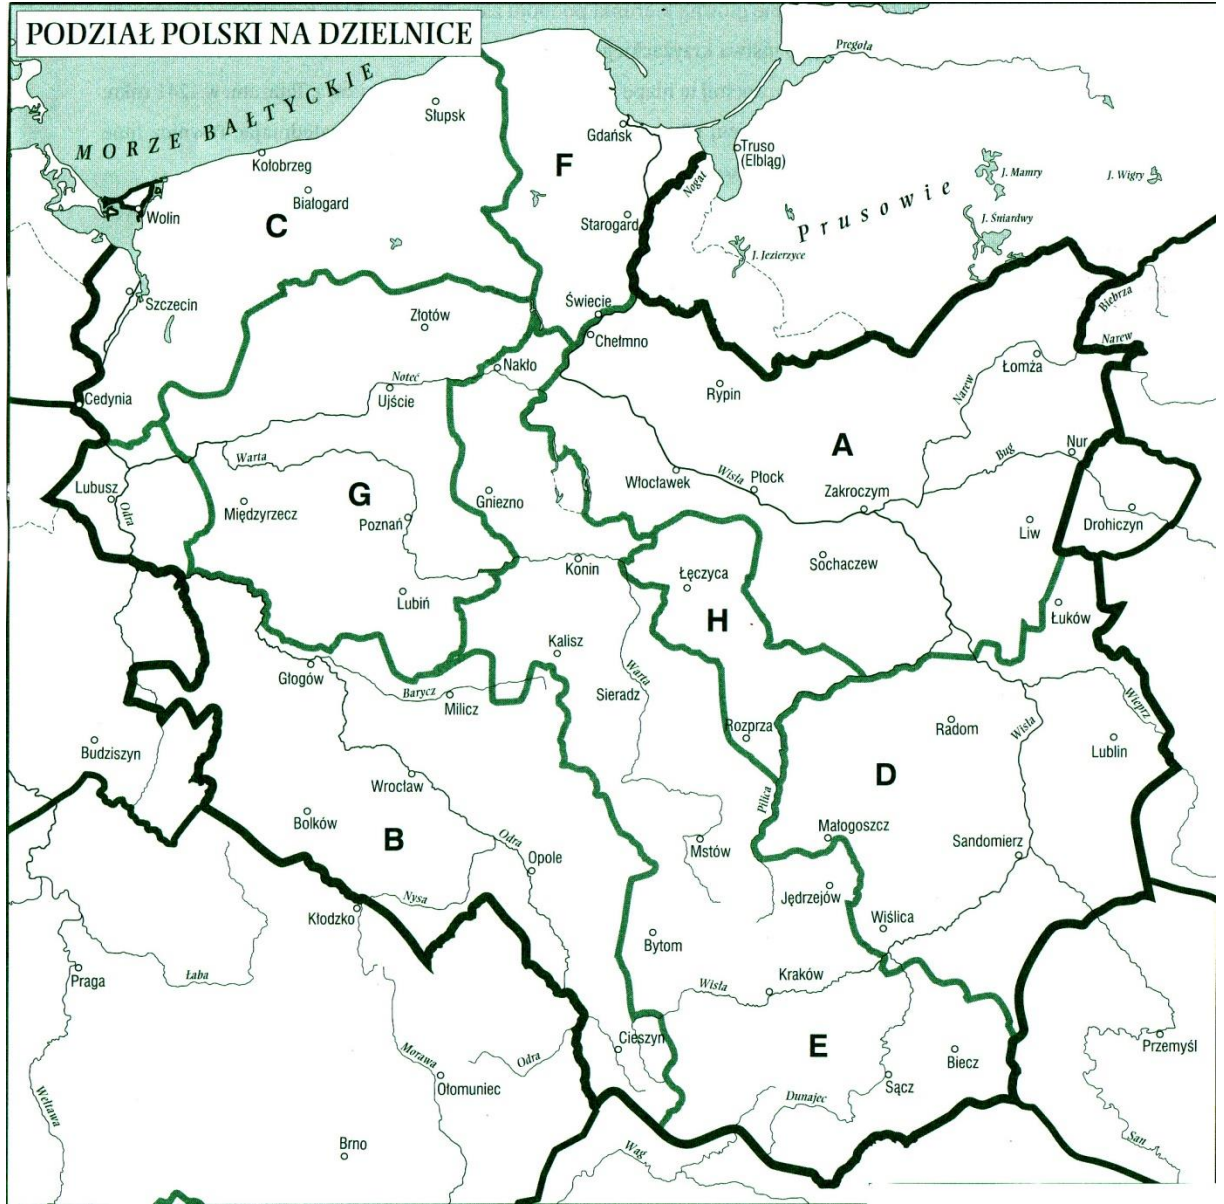 PODZIAŁ POLSKI NA DZIELNICE
Pregoła
MORZE BAŁTYCKIE
Słupsk
Gdańsk
Truso
(Elbląg)
Kołobrzeg
F
J. Mamry
J. Wigry
Nogat
Białogard
Prusowie
Wolin
C
Starogard
J. Śniardwy
J. Jezierzyce
Szczecin
Świecie
Biebrza
Złotów
Chełmno
Narew
Nakło
Łomża
Noteć
Ujście
Rypin
Narew
Cedynia
Nur
A
Bug
Warta
Wisła
Włocławek
Płock
Lubusz
G
Gniezno
Zakroczym
Odra
Międzyrzecz
Poznań
Liw
Drohiczyn
Konin
Sochaczew
Łęczyca
Lubiń
H
Łuków
Kalisz
Głogów
Warta
Barycz
Milicz
Sieradz
Wieprz
Rozprza
Radom
Wisła
Budziszyn
Lublin
Wrocław
D
Pilica
Bolków
B
Odra
Małogoszcz
Mstów
Sandomierz
Opole
Nysa
Jędrzejów
Kłodzko
Wiślica
Bytom
Praga
Łaba
Wisła
Kraków
Cieszyn
E
Przemyśl
Morawa
Odra
Biecz
Ołomuniec
Sącz
Wełtawa
Dunajec
Brno
Wag
San